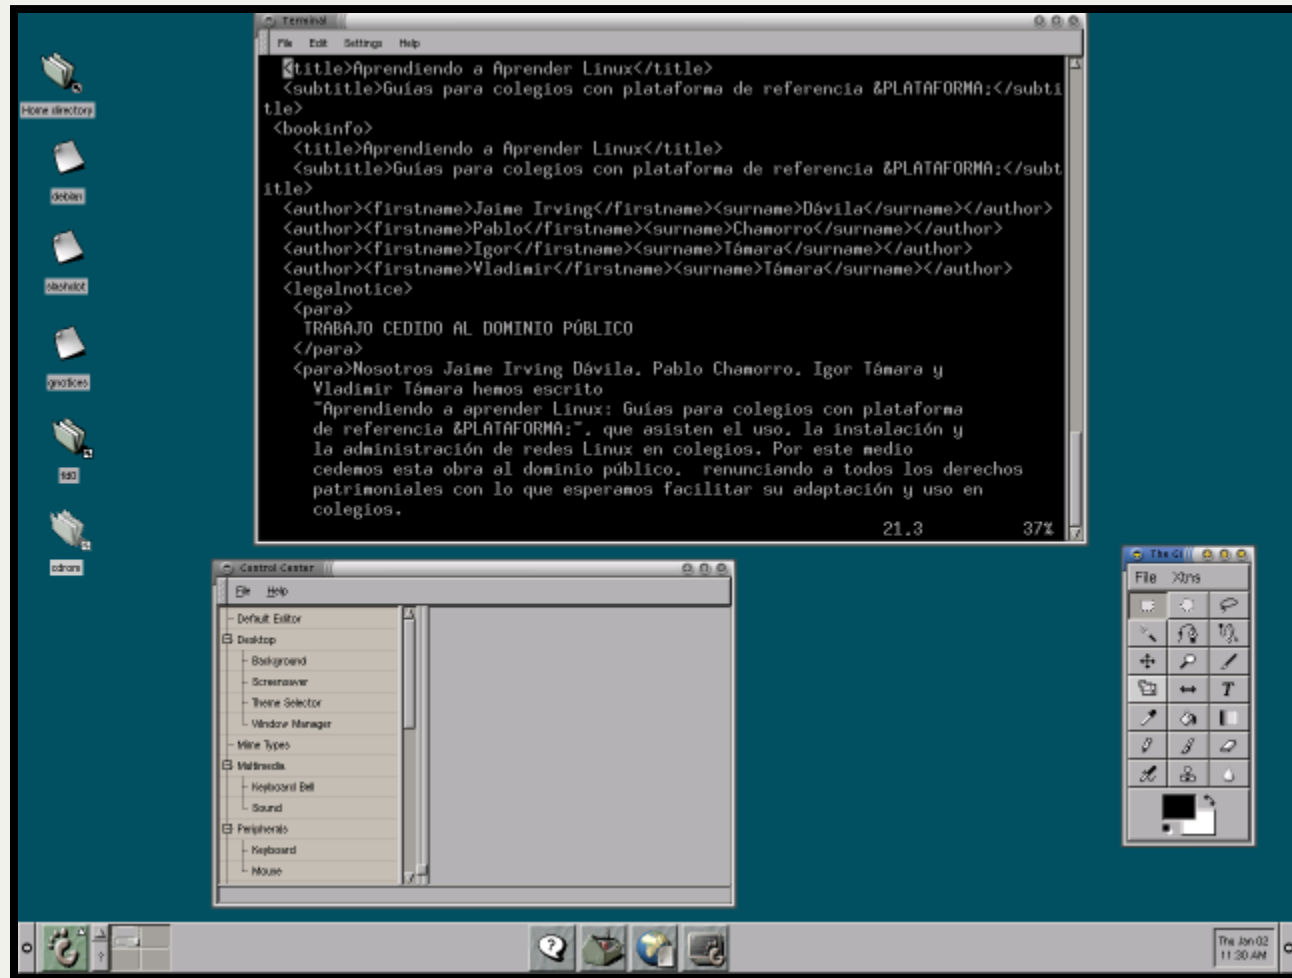 Terminal
File Edit Settings Help
<title>Aprendiendo a Aprender Linux</title>
<subtitle>Guías para colegios con plataforma de referencia &PLATAFORMA;</subti
tle>
<bookinfo>
<title>Aprendiendo a Aprender Linux</title>
<subtitle>Guías para colegios con plataforma de referencia &PLATAFORMA;</subt
itle>
<author><firstname>Jaime Irving</firstname><surname>Dávila</surname></author>
<author><firstname>Pablo</firstname><surname>Chamorro</surname></author>
<author><firstname>Igor</firstname><surname>Támara</surname></author>
<author><firstname>Vladimir</firstname><surname>Támara</surname></author>
<legalnotice>
<para>
TRABAJO CEDIDO AL DOMINIO PÚBLICO
</para>
<para>Nosotros Jaime Irving Dávila, Pablo Chamorro, Igor Támara y
Vladimir Támara hemos escrito
"Aprendiendo a aprender Linux: Guías para colegios con plataforma
de referencia &PLATAFORMA;", que asisten el uso, la instalación y
la administración de redes Linux en colegios. Por este medio
cedemos esta obra al dominio público, renunciando a todos los derechos
patrimoniales con lo que esperamos facilitar su adaptación y uso en
colegios.
21,3 37%
Home directory
debian
slashdot
gnotices
fd0
cdrom
Control Center
File Help
Default Editor
Desktop
Background
Screensaver
Theme Selector
Window Manager
Mime Types
Multimedia
Keyboard Bell
Sound
Peripherals
Keyboard
Mouse
The GI
File Xtns
Thu Jan 02
11:30 AM